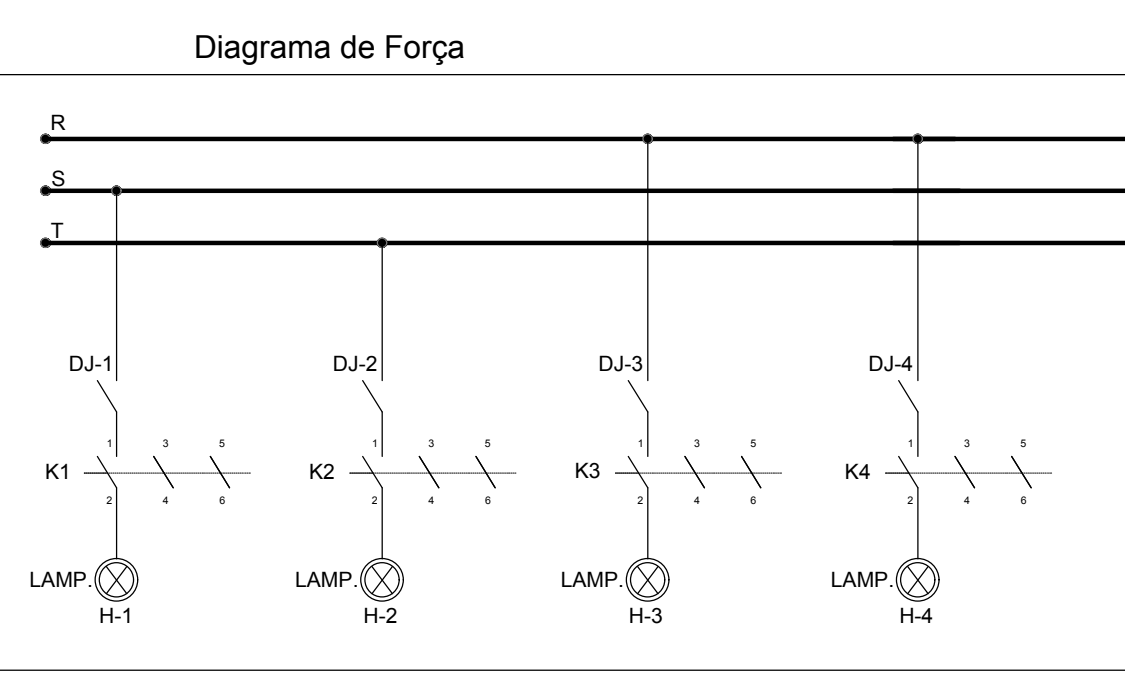 Diagrama de Força
R
S
T
DJ-1 DJ-2 DJ-3 DJ-4
1 3 5 1 3 5 1 3 5 1 3 5
K1 K2 K3 K4
2 4 6 2 4 6 2 4 6 2 4 6
LAMP. LAMP. LAMP. LAMP.
H-1 H-2 H-3 H-4